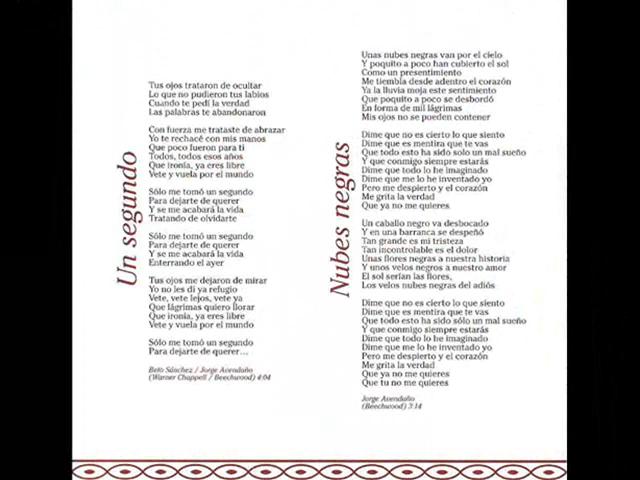 Un segundo
Tus ojos trataron de ocultar
Lo que no pudieron tus labios
Cuando te pedí la verdad
Las palabras te abandonaron
Con fuerza me trataste de abrazar
Yo te rechacé con mis manos
Que poco fueron para ti
Todos, todos esos años
Que ironía, ya eres libre
Vete y vuela por el mundo
Sólo me tomó un segundo
Para dejarte de querer
Y se me acabará la vida
Tratando de olvidarte
Sólo me tomó un segundo
Para dejarte de querer
Y se me acabará la vida
Enterrando el ayer
Tus ojos me dejaron de mirar
Yo no les di ya refugio
Vete, vete lejos, vete ya
Que lágrimas quiero llorar
Que ironía, ya eres libre
Vete y vuela por el mundo
Sólo me tomó un segundo
Para dejarte de querer...
Beto Sánchez / Jorge Avendaño
(Warner Chappell / Beechwood) 4:04
Nubes negras
Unas nubes negras van por el cielo
Y poquito a poco han cubierto el sol
Como un presentimiento
Me tiembla desde adentro el corazón
Ya la lluvia moja este sentimiento
Que poquito a poco se desbordó
En forma de mil lágrimas
Mis ojos no se pueden contener
Dime que no es cierto lo que siento
Dime que es mentira que te vas
Que todo esto ha sido solo un mal sueño
Y que conmigo siempre estarás
Dime que todo lo he imaginado
Dime que me lo he inventado yo
Pero me despierto y el corazón
Me grita la verdad
Que ya no me quieres
Un caballo negro va desbocado
Y en una barranca se despeñó
Tan grande es mi tristeza
Tan incontrolable es el dolor
Unas flores negras a nuestra historia
Y unos velos negros a nuestro amor
El sol serían las flores,
Los velos nubes negras del adiós
Dime que no es cierto lo que siento
Dime que es mentira que te vas
Que todo esto ha sido sólo un mal sueño
Y que conmigo siempre estarás
Dime que todo lo he imaginado
Dime que me lo he inventado yo
Pero me despierto y el corazón
Me grita la verdad
Que ya no me quieres
Que tu no me quieres
Jorge Avendaño
(Beechwood) 3:14